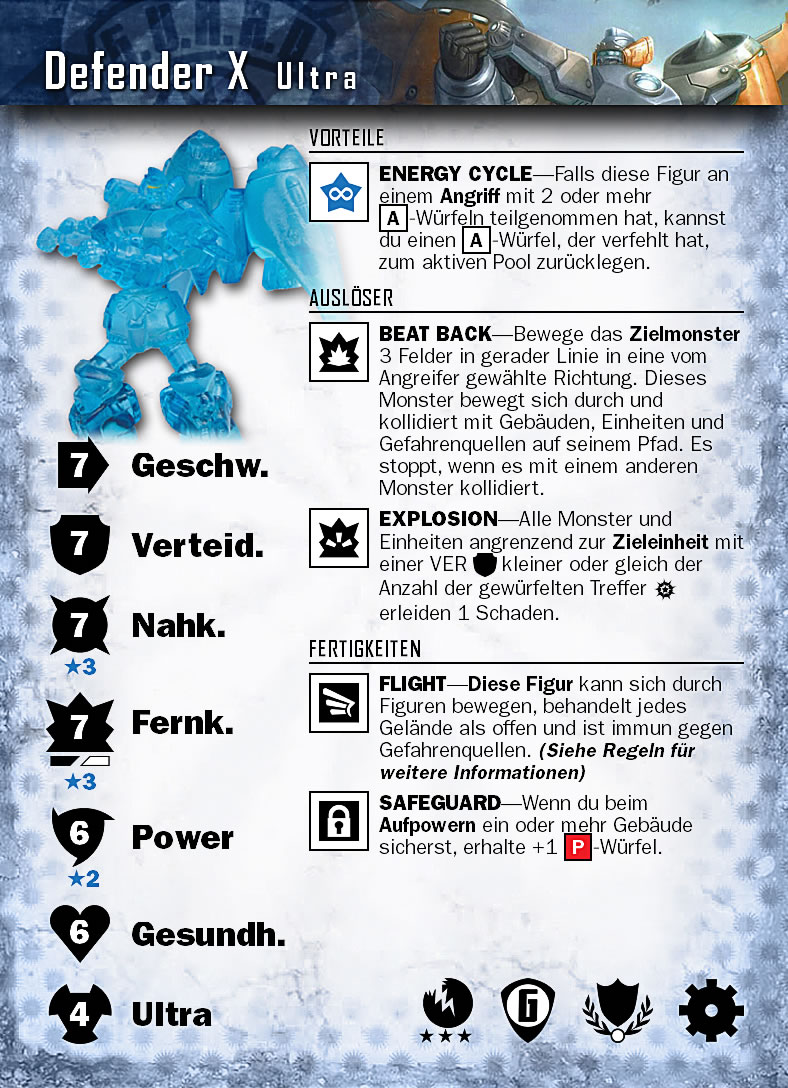 Defender X Ultra
VORTEILE
ENERGY CYCLE—Falls diese Figur an
einem Angriff mit 2 oder mehr
A-Würfeln teilgenommen hat, kannst
du einen A-Würfel, der verfehlt hat,
zum aktiven Pool zurücklegen.
AUSLÖSER
BEAT BACK—Bewege das Zielmonster
3 Felder in gerader Linie in eine vom
Angreifer gewählte Richtung. Dieses
Monster bewegt sich durch und
kollidiert mit Gebäuden, Einheiten und
Gefahrenquellen auf seinem Pfad. Es
stoppt, wenn es mit einem anderen
Monster kollidiert.
EXPLOSION—Alle Monster und
Einheiten angrenzend zur Zieleinheit mit
einer VER kleiner oder gleich der
Anzahl der gewürfelten Treffer
erleiden 1 Schaden.
FERTIGKEITEN
FLIGHT—Diese Figur kann sich durch
Figuren bewegen, behandelt jedes
Gelände als offen und ist immun gegen
Gefahrenquellen. (Siehe Regeln für
weitere Informationen)
SAFEGUARD—Wenn du beim
Aufpowern ein oder mehr Gebäude
sicherst, erhalte +1 P-Würfel.
7 Geschw.
7 Verteid.
7 Nahk.
★3
7 Fernk.
★3
6 Power
★2
6 Gesundh.
4 Ultra
G
★★★